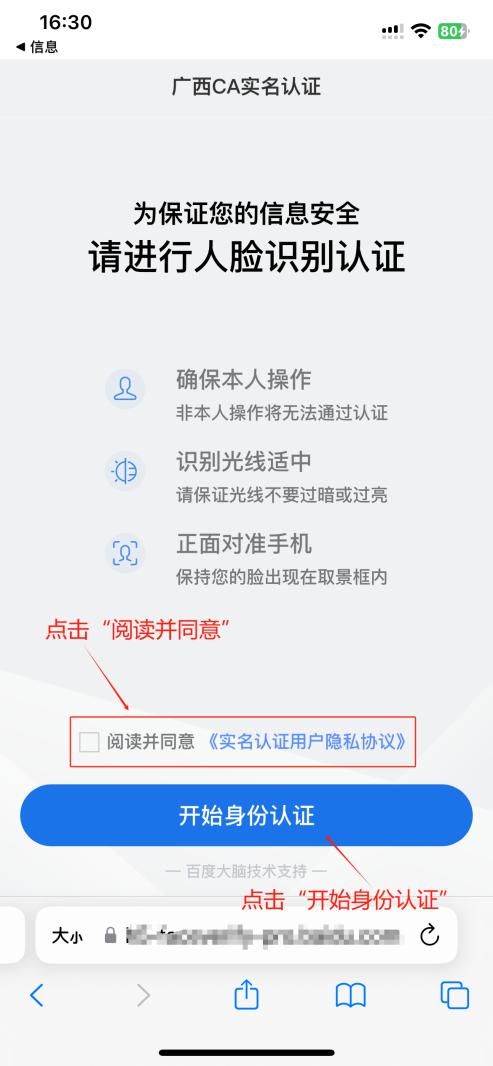 16:30
80
◀ 信息
广西CA实名认证
为保证您的信息安全
请进行人脸识别认证
确保本人操作
非本人操作将无法通过认证
识别光线适中
请保证光线不要过暗或过亮
正面对准手机
保持您的脸出现在取景框内
点击“阅读并同意”
阅读并同意 《实名认证用户隐私协议》
开始身份认证
— 百度大脑技术支持 —
点击“开始身份认证”
大小